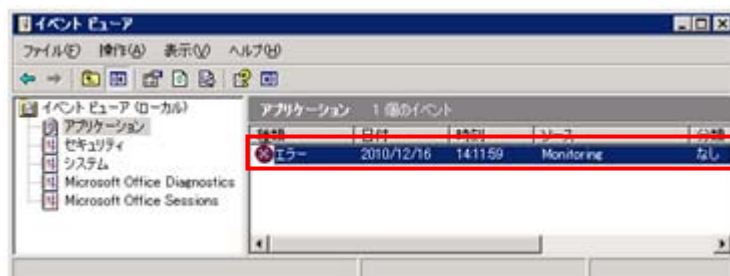 イベント ビューア
ファイル(F) 操作(A) 表示(V) ヘルプ(H)
イベント ビューア (ローカル)
アプリケーション
セキュリティ
システム
Microsoft Office Diagnostics
Microsoft Office Sessions
アプリケーション 1 個のイベント
種類 日付 時刻 ソース 分類
エラー 2010/12/16 14:11:59 Monitoring なし